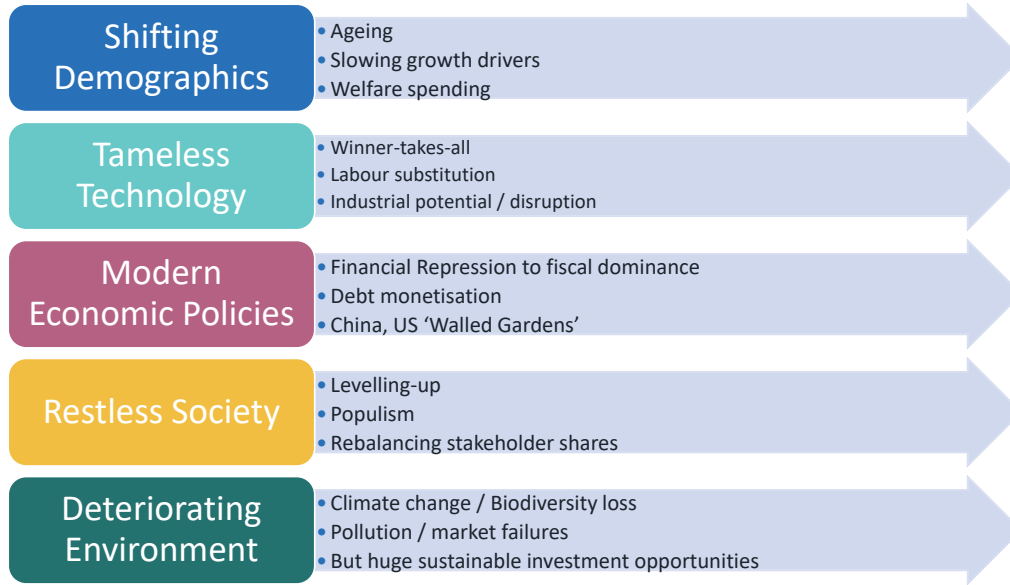 Shifting
Demographics
• Ageing
• Slowing growth drivers
• Welfare spending
Tameless
Technology
• Winner-takes-all
• Labour substitution
• Industrial potential / disruption
Modern
Economic Policies
• Financial Repression to fiscal dominance
• Debt monetisation
• China, US ‘Walled Gardens’
Restless Society
• Levelling-up
• Populism
• Rebalancing stakeholder shares
Deteriorating
Environment
• Climate change / Biodiversity loss
• Pollution / market failures
• But huge sustainable investment opportunities